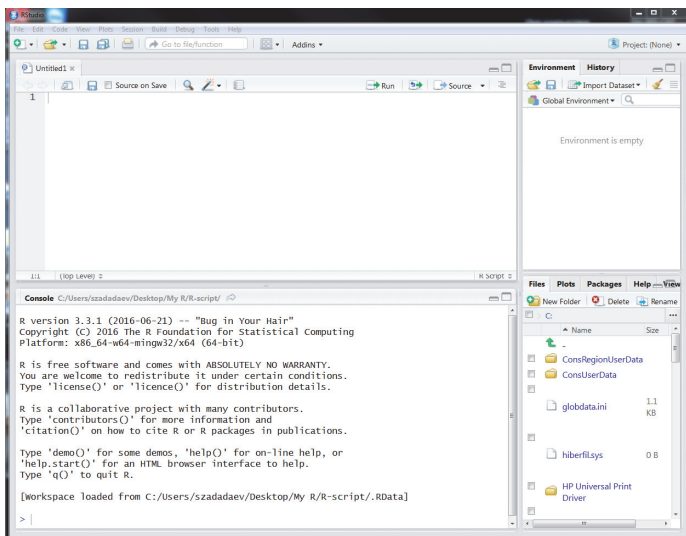 RStudio
File Edit Code View Plots Session Build Debug Tools Help
Go to file/function Addins Project: (None)
Untitled1
Source on Save Run Source
1
1:1 (Top Level) R Script
Console C:/Users/szadadaev/Desktop/My R/R-script/
R version 3.3.1 (2016-06-21) -- "Bug in Your Hair"
Copyright (C) 2016 The R Foundation for Statistical Computing
Platform: x86_64-w64-mingw32/x64 (64-bit)
R is free software and comes with ABSOLUTELY NO WARRANTY.
You are welcome to redistribute it under certain conditions.
Type 'license()' or 'licence()' for distribution details.
R is a collaborative project with many contributors.
Type 'contributors()' for more information and
'citation()' on how to cite R or R packages in publications.
Type 'demo()' for some demos, 'help()' for on-line help, or
'help.start()' for an HTML browser interface to help.
Type 'q()' to quit R.
[Workspace loaded from C:/Users/szadadaev/Desktop/My R/R-script/.RData]
>
Environment History
Import Dataset
Global Environment
Environment is empty
Files Plots Packages Help View
New Folder Delete Rename
C: ...
Name Size
..
ConsRegionUserData
ConsUserData
globdata.ini 1.1 KB
hiberfil.sys 0 B
HP Universal Print
Driver